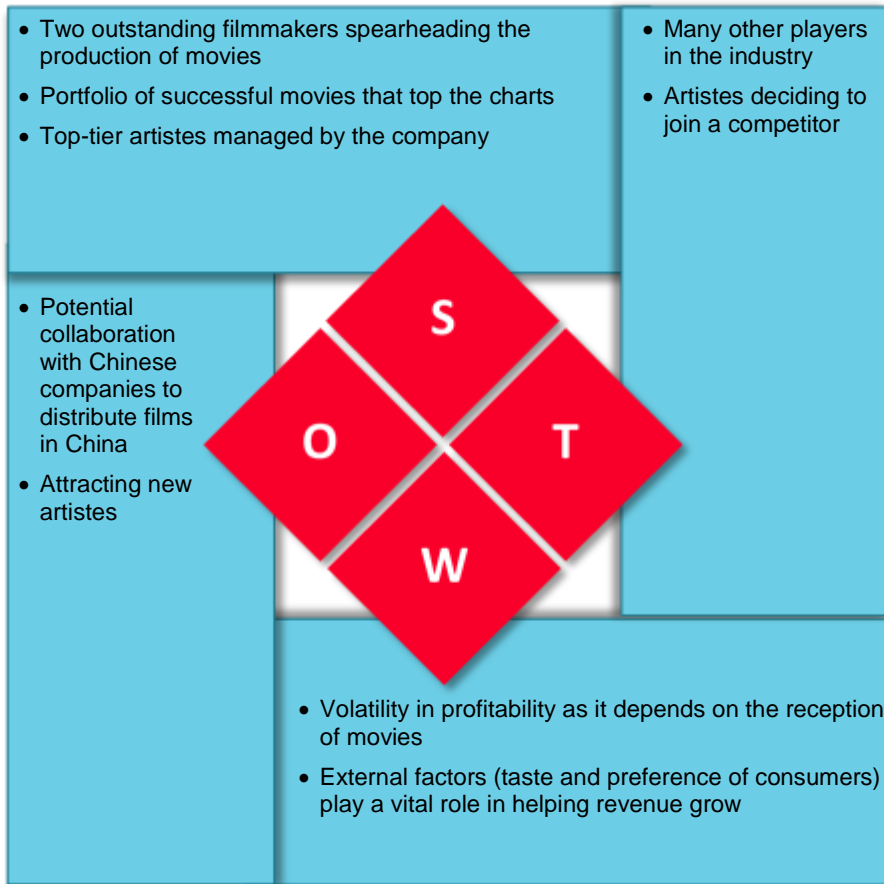 • Two outstanding filmmakers spearheading the
production of movies
• Portfolio of successful movies that top the charts
• Top-tier artistes managed by the company
• Many other players
in the industry
• Artistes deciding to
join a competitor
• Potential
collaboration
with Chinese
companies to
distribute films
in China
• Attracting new
artistes
S
O
T
W
• Volatility in profitability as it depends on the reception
of movies
• External factors (taste and preference of consumers)
play a vital role in helping revenue grow